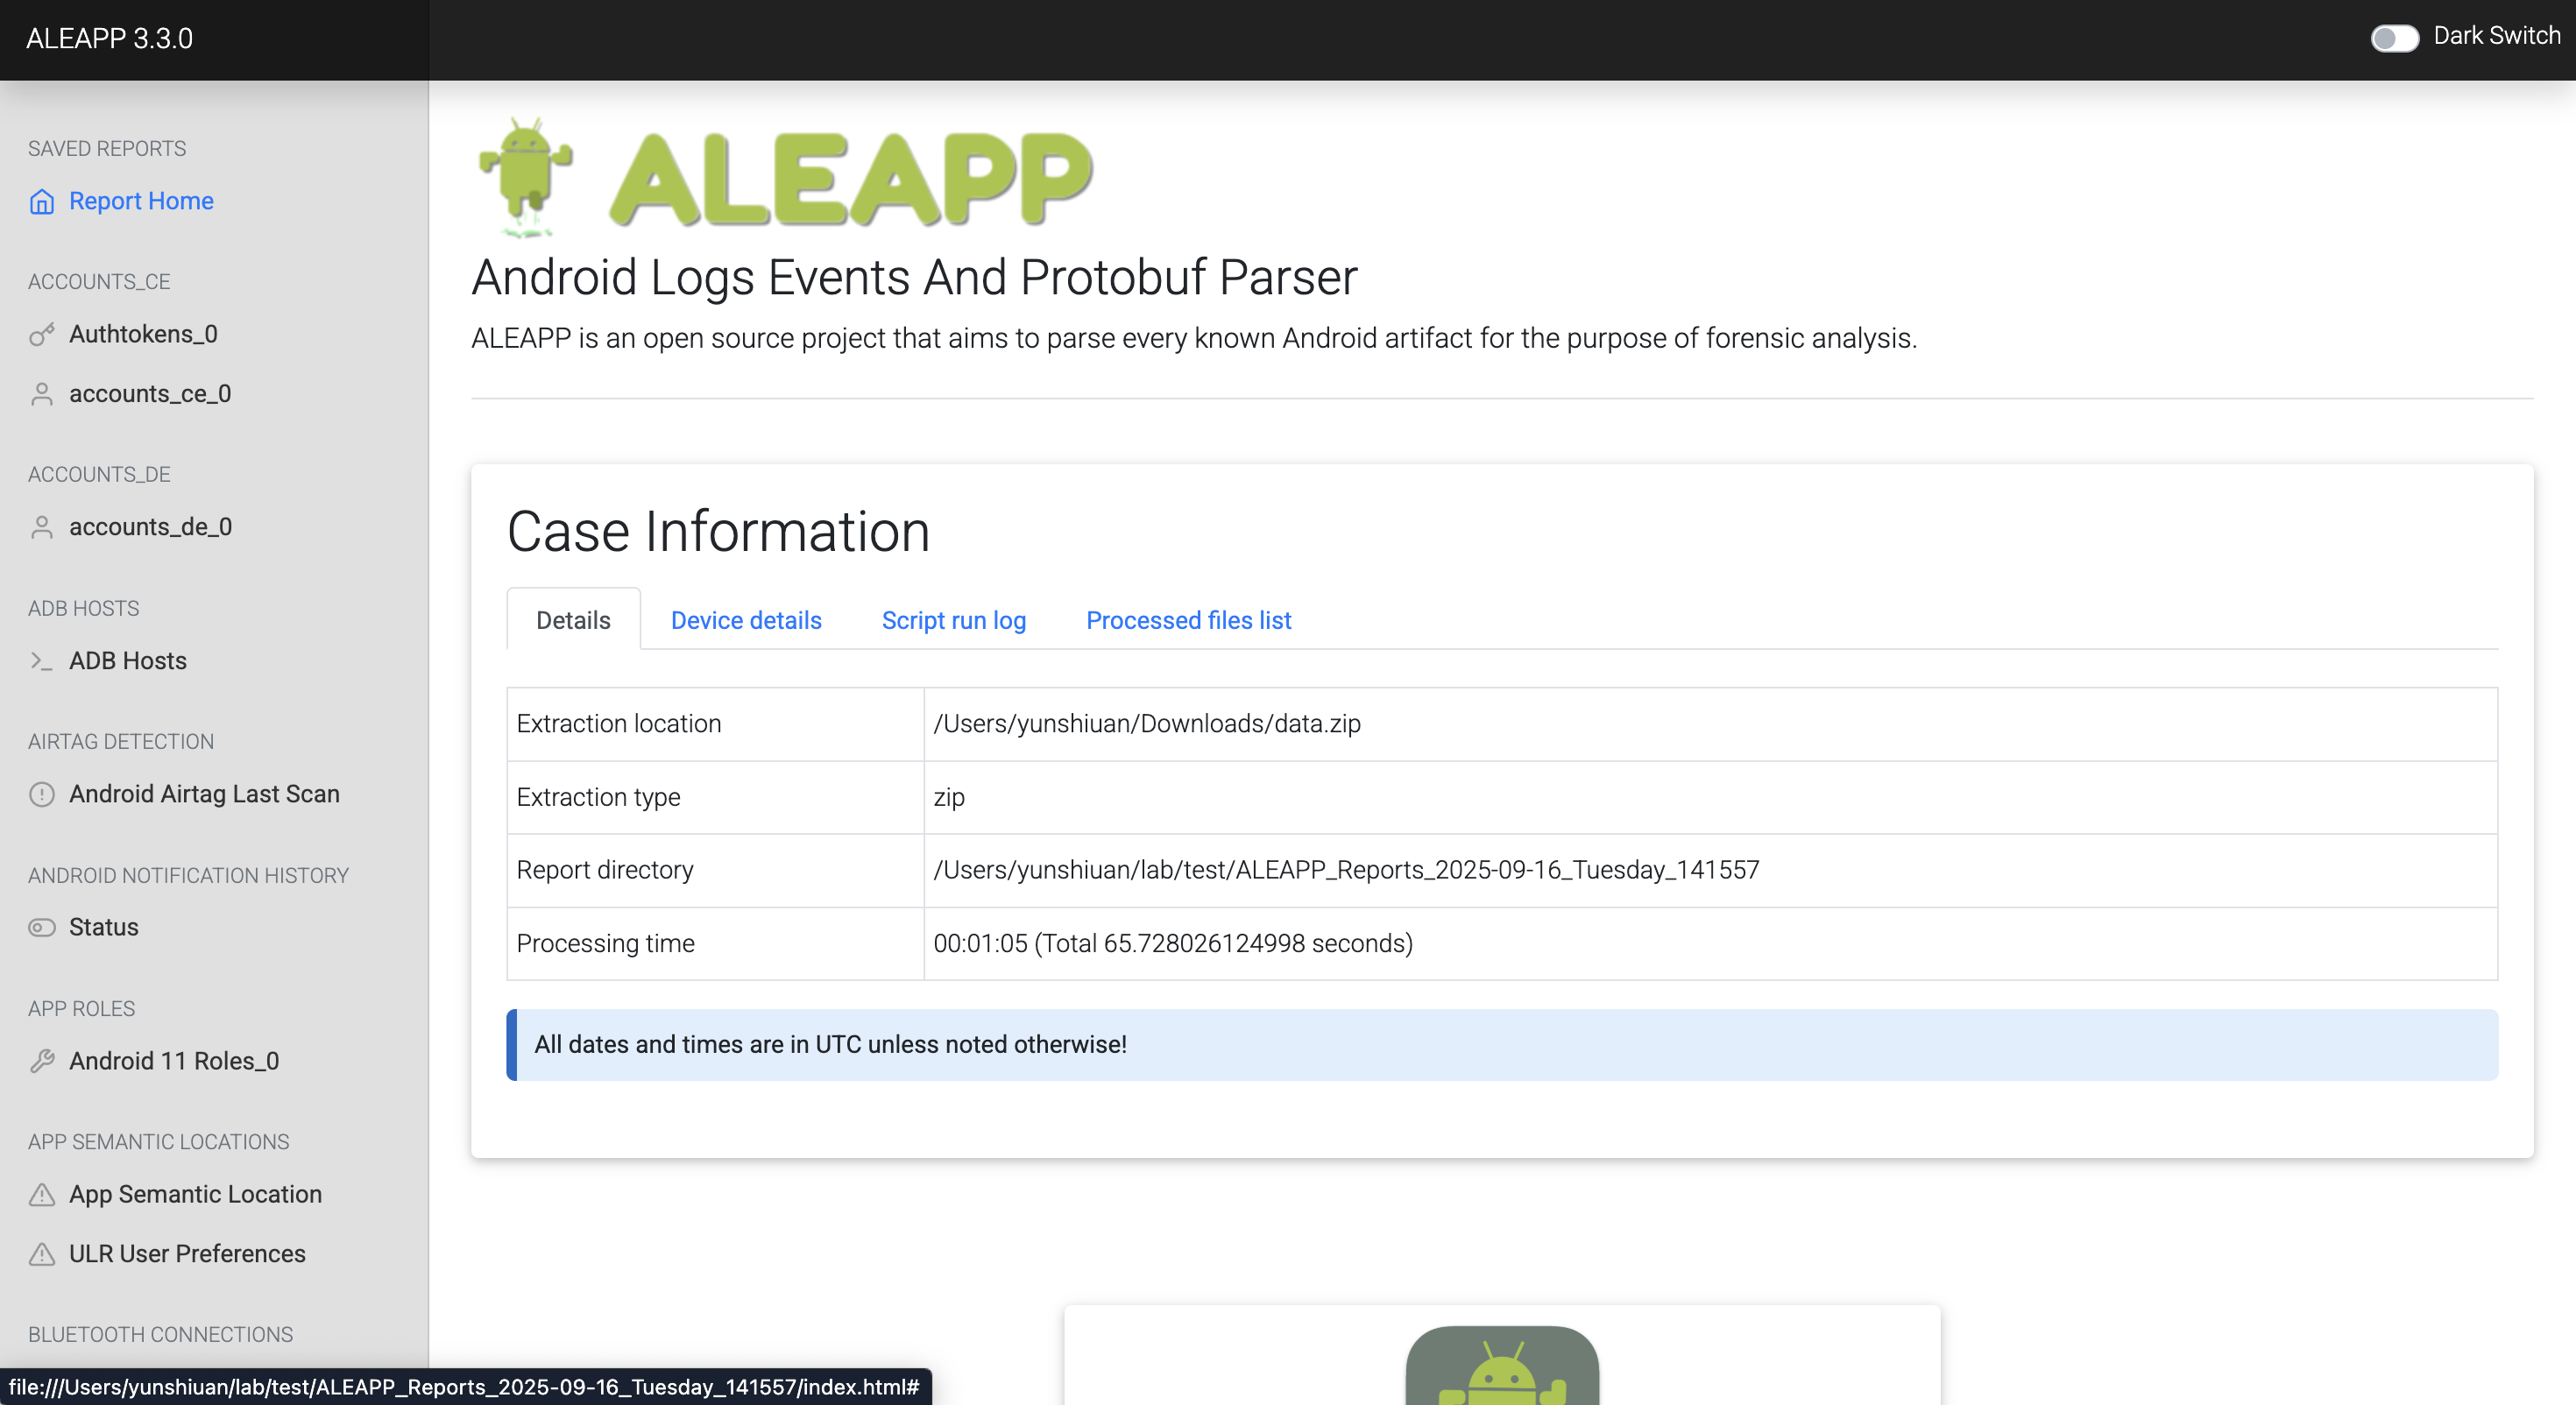 ALEAPP 3.3.0
Dark Switch
SAVED REPORTS
Report Home
ACCOUNTS_CE
Authtokens_0
accounts_ce_0
ACCOUNTS_DE
accounts_de_0
ADB HOSTS
ADB Hosts
AIRTAG DETECTION
Android Airtag Last Scan
ANDROID NOTIFICATION HISTORY
Status
APP ROLES
Android 11 Roles_0
APP SEMANTIC LOCATIONS
App Semantic Location
ULR User Preferences
BLUETOOTH CONNECTIONS
file:///Users/yunshiuan/lab/test/ALEAPP_Reports_2025-09-16_Tuesday_141557/index.html#
ALEAPP
Android Logs Events And Protobuf Parser
ALEAPP is an open source project that aims to parse every known Android artifact for the purpose of forensic analysis.
Case Information
Details Device details Script run log Processed files list
Extraction location /Users/yunshiuan/Downloads/data.zip
Extraction type zip
Report directory /Users/yunshiuan/lab/test/ALEAPP_Reports_2025-09-16_Tuesday_141557
Processing time 00:01:05 (Total 65.728026124998 seconds)
All dates and times are in UTC unless noted otherwise!